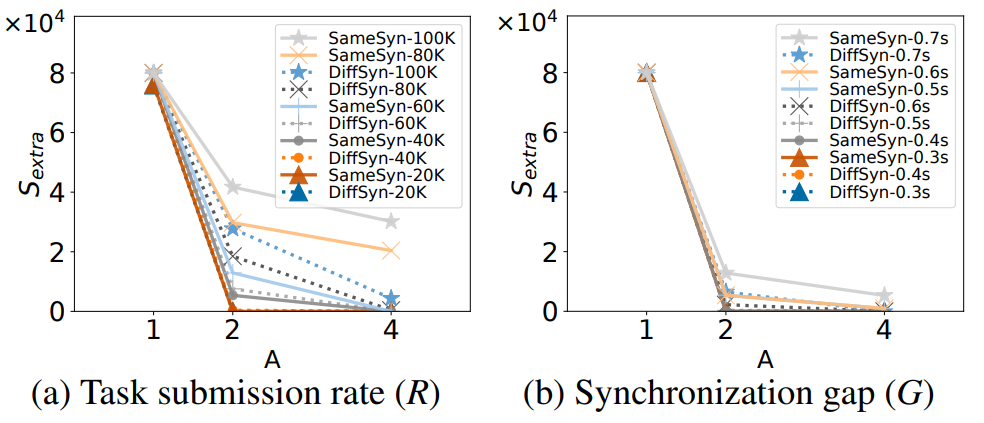 ×10⁴
8
6
4
2
0
S_extra
1
2
4
A
SameSyn-100K
SameSyn-80K
DiffSyn-100K
DiffSyn-80K
SameSyn-60K
DiffSyn-60K
SameSyn-40K
DiffSyn-40K
SameSyn-20K
DiffSyn-20K
(a) Task submission rate (R)
×10⁴
8
6
4
2
0
S_extra
1
2
4
A
SameSyn-0.7s
DiffSyn-0.7s
SameSyn-0.6s
SameSyn-0.5s
DiffSyn-0.6s
DiffSyn-0.5s
SameSyn-0.4s
SameSyn-0.3s
DiffSyn-0.4s
DiffSyn-0.3s
(b) Synchronization gap (G)